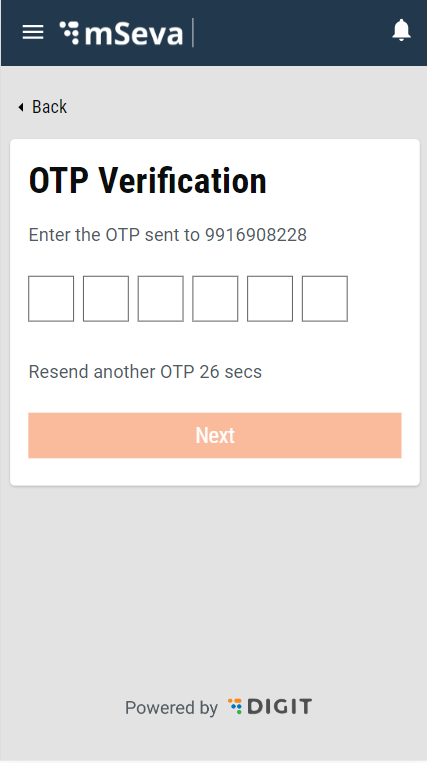 mSeva
Back
OTP Verification
Enter the OTP sent to 9916908228
Resend another OTP 26 secs
Next
Powered by DIGIT